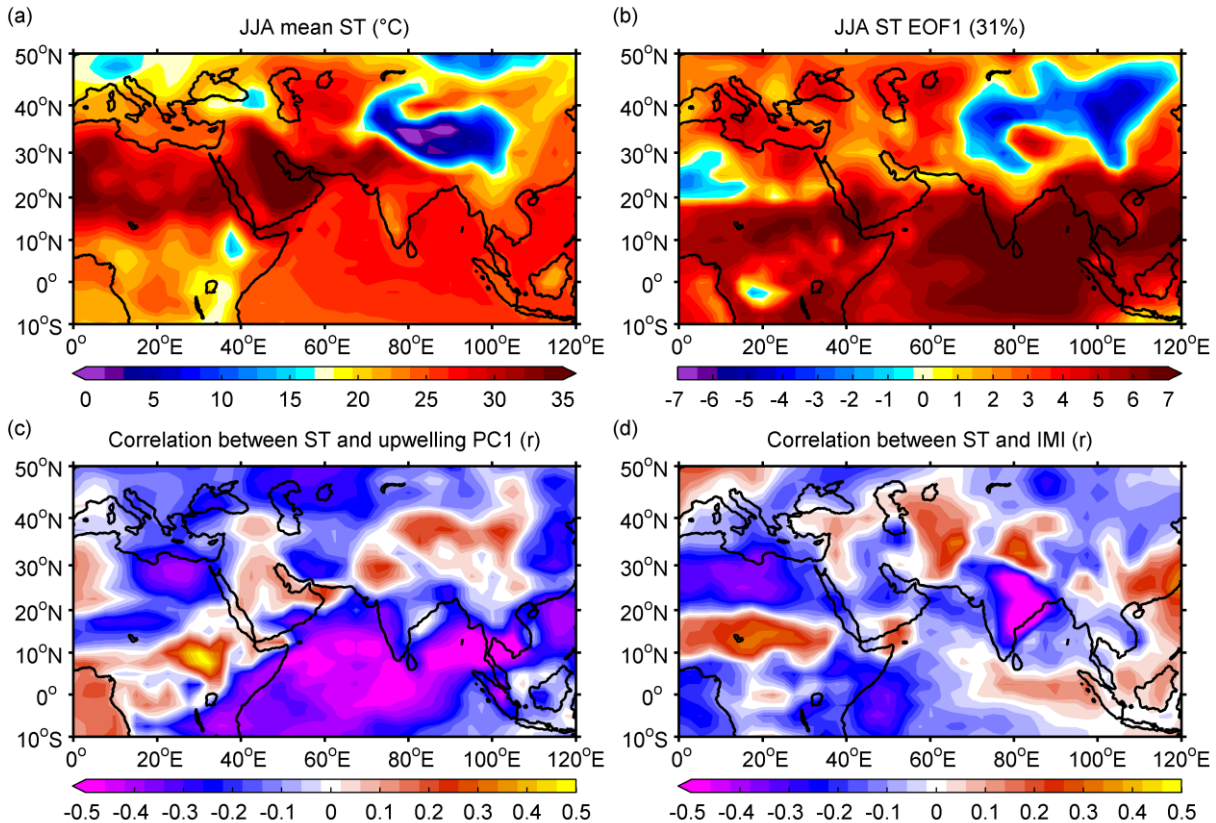 (a)
JJA mean ST (°C)
50°N
40°N
30°N
20°N
10°N
0°
10°S
0° 20°E 40°E 60°E 80°E 100°E 120°E
0 5 10 15 20 25 30 35
(b)
JJA ST EOF1 (31%)
50°N
40°N
30°N
20°N
10°N
0°
10°S
0° 20°E 40°E 60°E 80°E 100°E 120°E
-7 -6 -5 -4 -3 -2 -1 0 1 2 3 4 5 6 7
(c)
Correlation between ST and upwelling PC1 (r)
50°N
40°N
30°N
20°N
10°N
0°
10°S
0° 20°E 40°E 60°E 80°E 100°E 120°E
-0.5 -0.4 -0.3 -0.2 -0.1 0 0.1 0.2 0.3 0.4 0.5
(d)
Correlation between ST and IMI (r)
50°N
40°N
30°N
20°N
10°N
0°
10°S
0° 20°E 40°E 60°E 80°E 100°E 120°E
-0.5 -0.4 -0.3 -0.2 -0.1 0 0.1 0.2 0.3 0.4 0.5